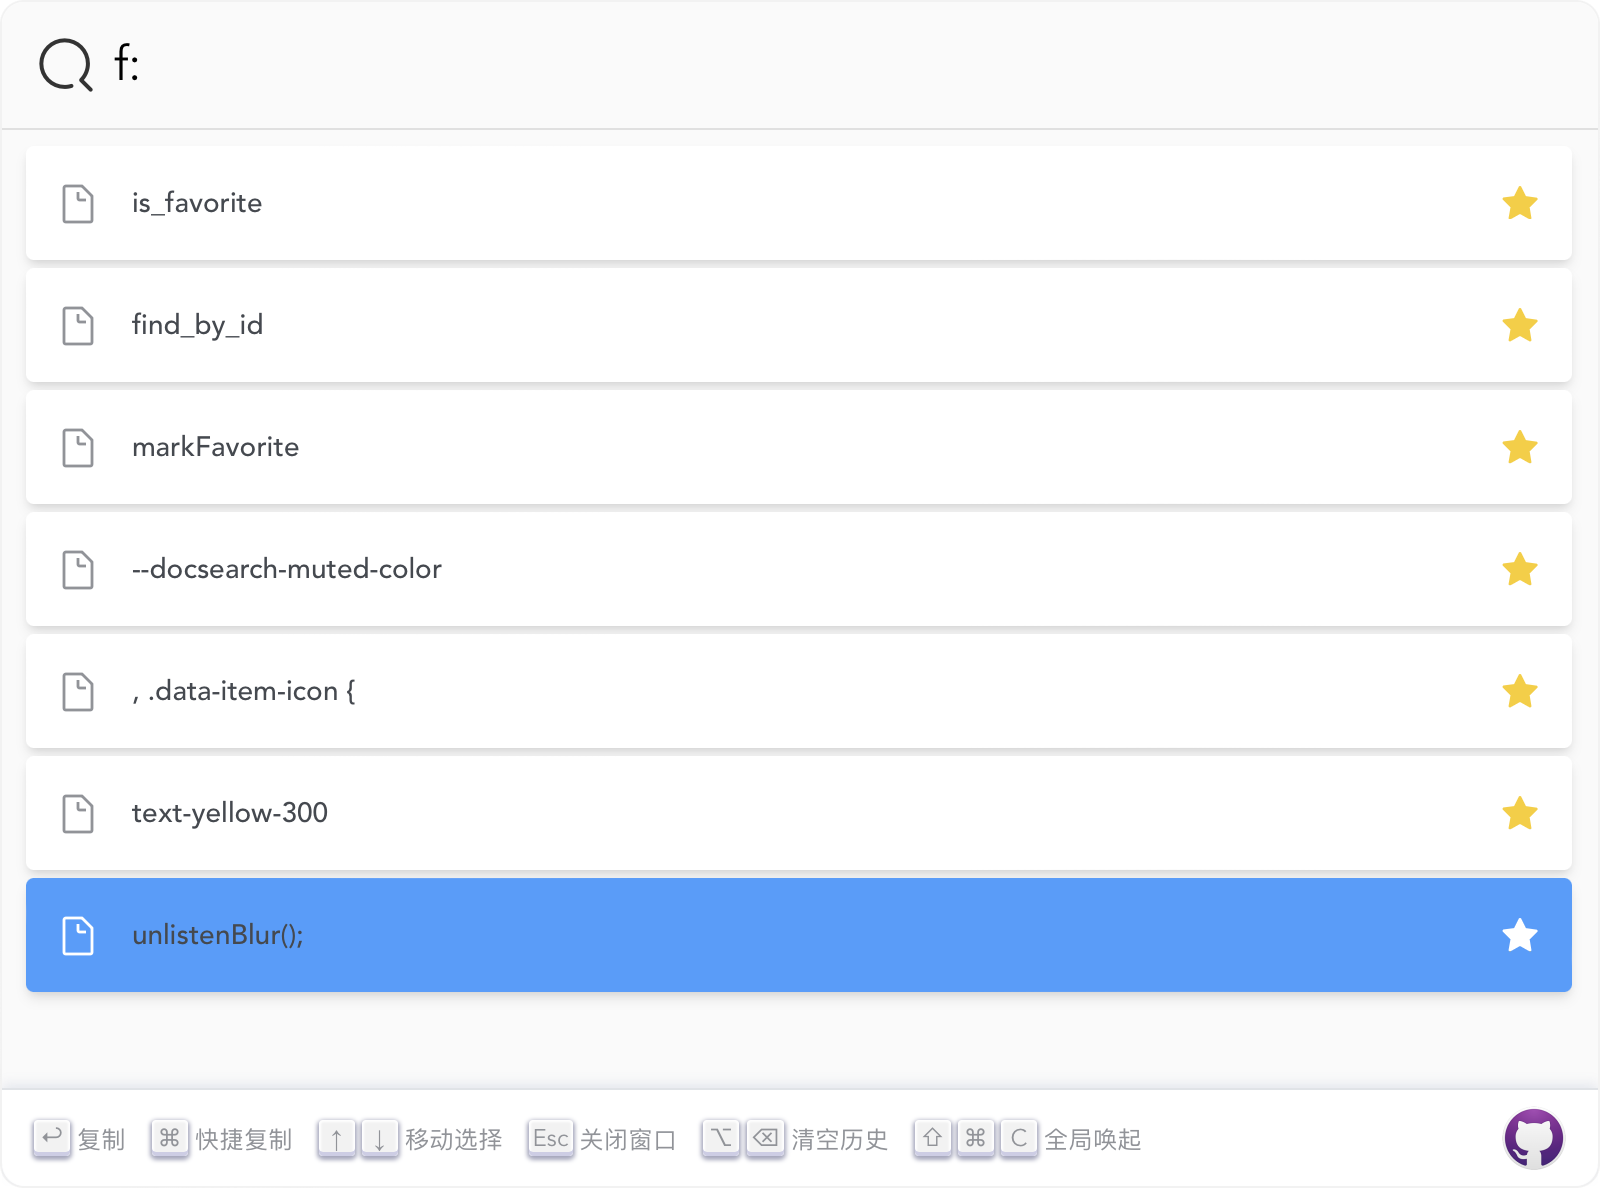 f:
is_favorite
find_by_id
markFavorite
--docsearch-muted-color
, .data-item-icon {
text-yellow-300
unlistenBlur();
↩ 复制 ⌘ 快捷复制 ↑ ↓ 移动选择 Esc 关闭窗口 ⌥ ⌫ 清空历史 ⇧ ⌘ C 全局唤起